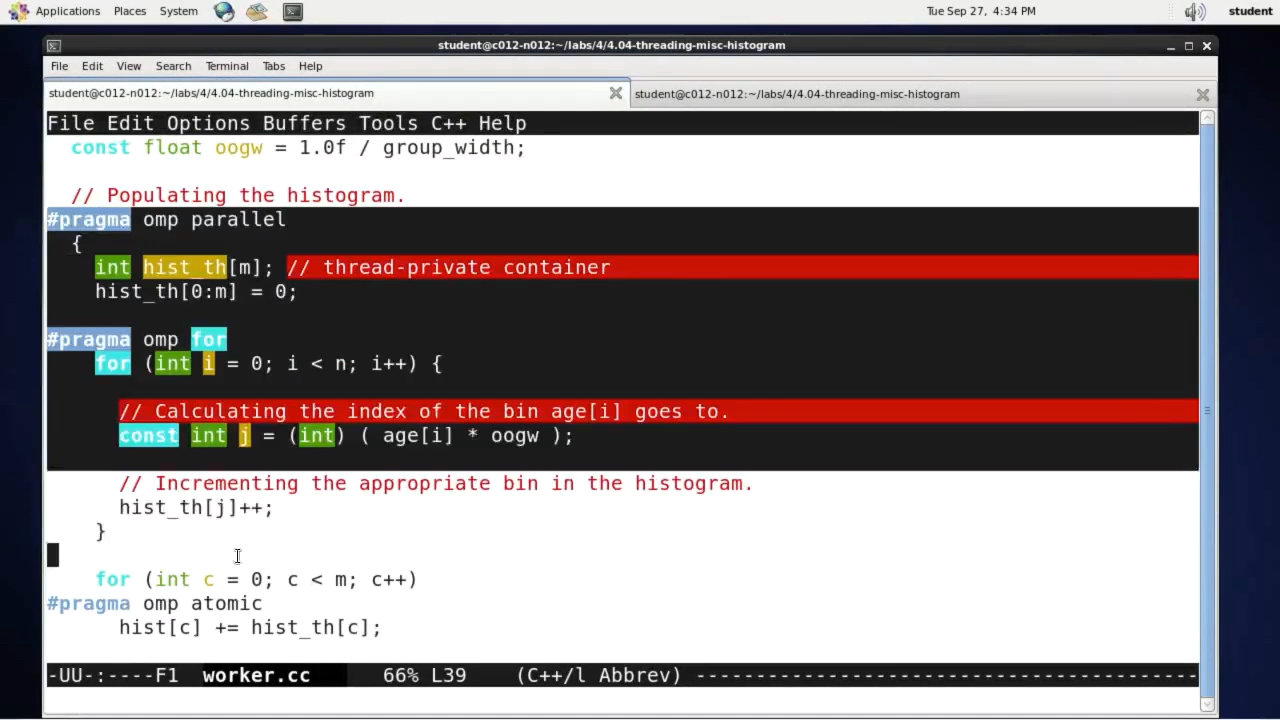 Applications Places System Tue Sep 27, 4:34 PM student
student@c012-n012:~/labs/4/4.04-threading-misc-histogram
File Edit View Search Terminal Tabs Help
student@c012-n012:~/labs/4/4.04-threading-misc-histogram student@c012-n012:~/labs/4/4.04-threading-misc-histogram
File Edit Options Buffers Tools C++ Help
  const float oogw = 1.0f / group_width;
  // Populating the histogram.
#pragma omp parallel
  {
    int hist_th[m]; // thread-private container
    hist_th[0:m] = 0;
#pragma omp for
    for (int i = 0; i < n; i++) {
      // Calculating the index of the bin age[i] goes to.
      const int j = (int) ( age[i] * oogw );
      // Incrementing the appropriate bin in the histogram.
      hist_th[j]++;
    }
    for (int c = 0; c < m; c++)
#pragma omp atomic
      hist[c] += hist_th[c];
-UU-:----F1  worker.cc      66% L39    (C++/l Abbrev) ------------------------------------------